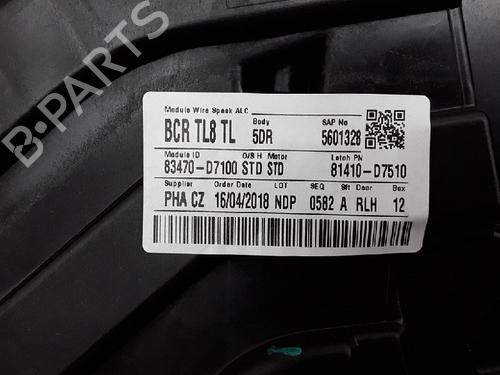 B-PARTS
Module Wire Speak ALC Body SAP No
BCR TL8 TL 5DR 5601328
Module ID O/S H Motor Latch PN
83470-D7100 STD STD 81410-D7510
Supplier Order Date LOT SEQ Sft Door Box
PHA CZ 16/04/2018 NDP 0582 A RLH 12